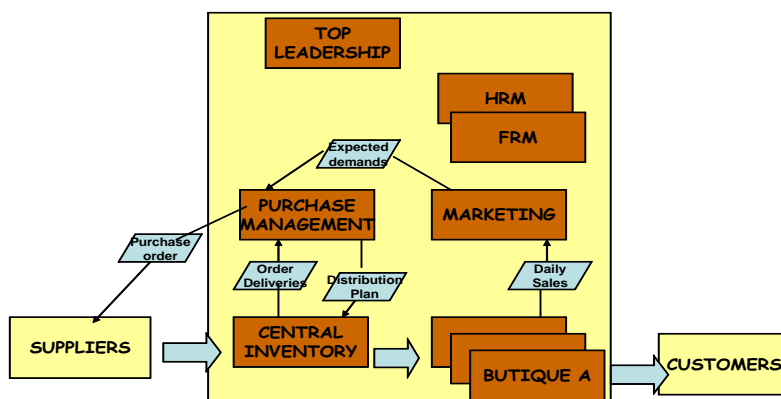 TOP
LEADERSHIP
HRM
FRM
Expected
demands
PURCHASE
MANAGEMENT
MARKETING
Purchase
order
Order
Deliveries
Distribution
Plan
Daily
Sales
SUPPLIERS
CENTRAL
INVENTORY
BUTIQUE A
CUSTOMERS